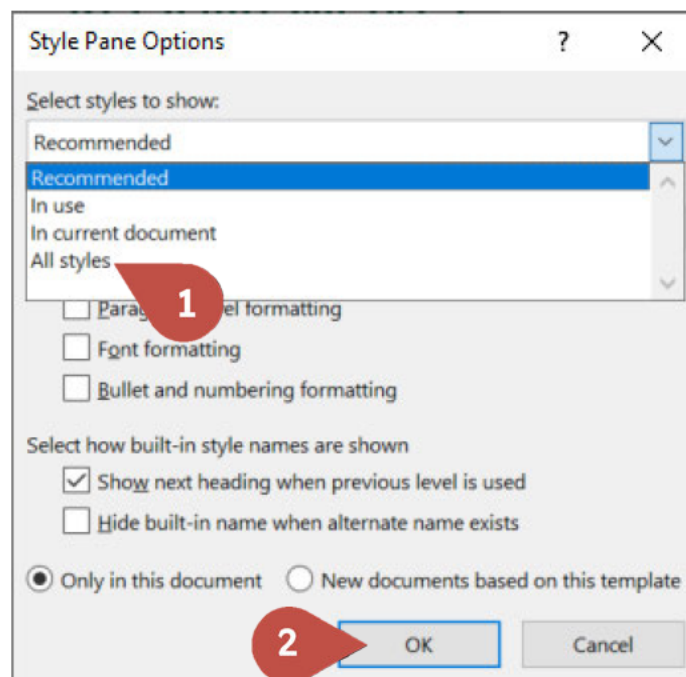 Style Pane Options ?
Select styles to show:
Recommended
Recommended
In use
In current document
All styles
1
formatting
Font formatting
Bullet and numbering formatting
Select how built-in style names are shown
Show next heading when previous level is used
Hide built-in name when alternate name exists
Only in this document New documents based on this template
2 OK Cancel